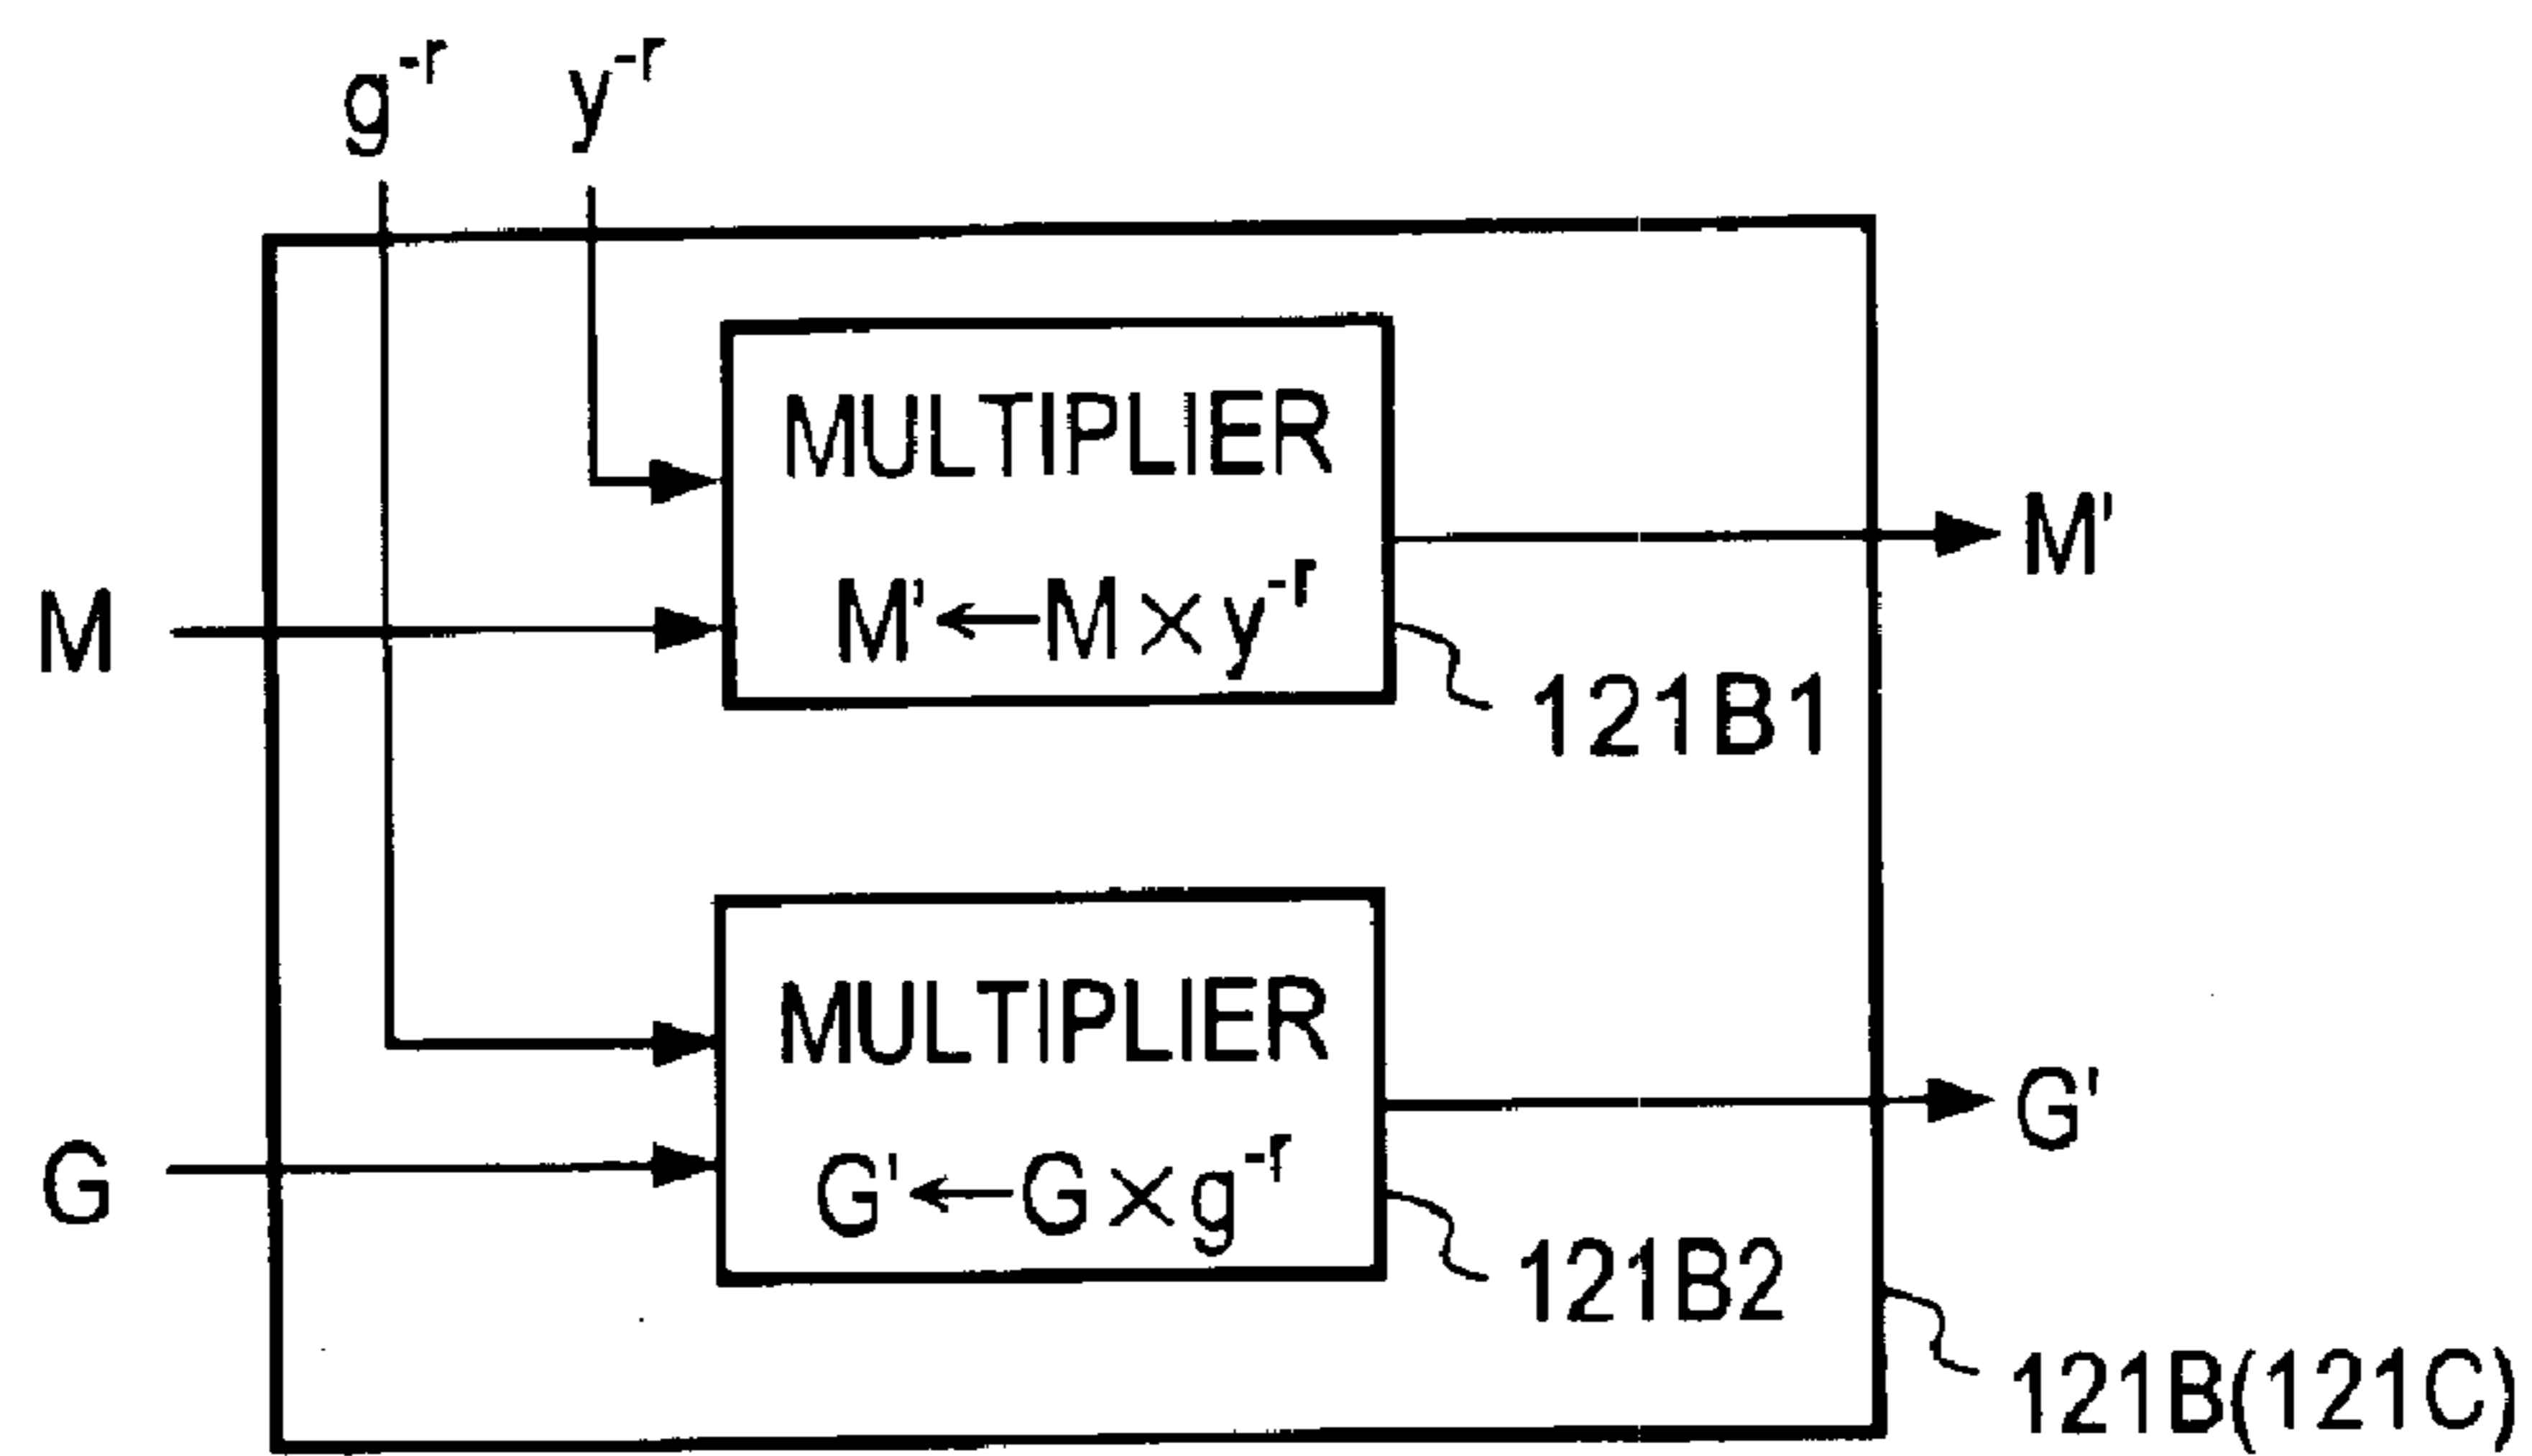 g⁻ʳ y⁻ʳ
MULTIPLIER
M'←M×y⁻ʳ
M'
M
121B1
MULTIPLIER
G'←G×g⁻ʳ
G'
G
121B2
121B(121C)